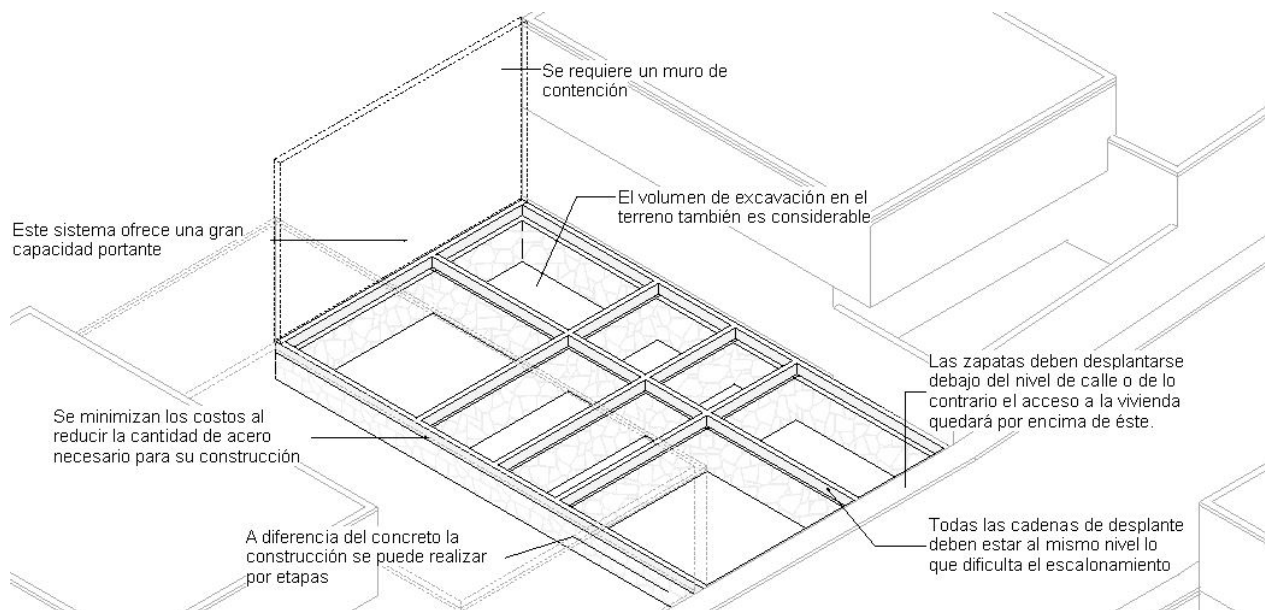 Se requiere un muro de
contención
El volumen de excavación en el
terreno también es considerable
Este sistema ofrece una gran
capacidad portante
Las zapatas deben desplantarse
debajo del nivel de calle o de lo
contrario el acceso a la vivienda
quedará por encima de éste.
Se minimizan los costos al
reducir la cantidad de acero
necesario para su construcción
A diferencia del concreto la
construcción se puede realizar
por etapas
Todas las cadenas de desplante
deben estar al mismo nivel lo
que dificulta el escalonamiento